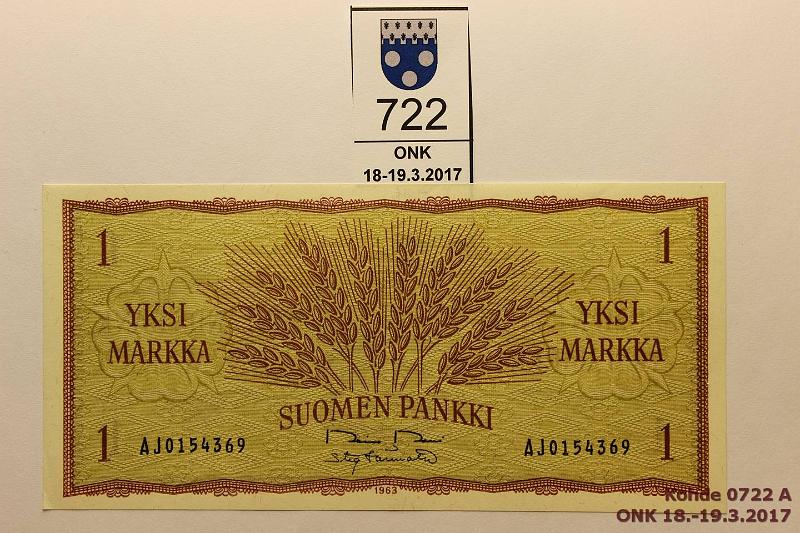 722
ONK
18-19.3.2017
1
1
YKSI
MARKKA
YKSI
MARKKA
SUOMEN PANKKI
1
AJ0154369
AJ0154369
1
1963
Kohde 0722 A
ONK 18.-19.3.2017